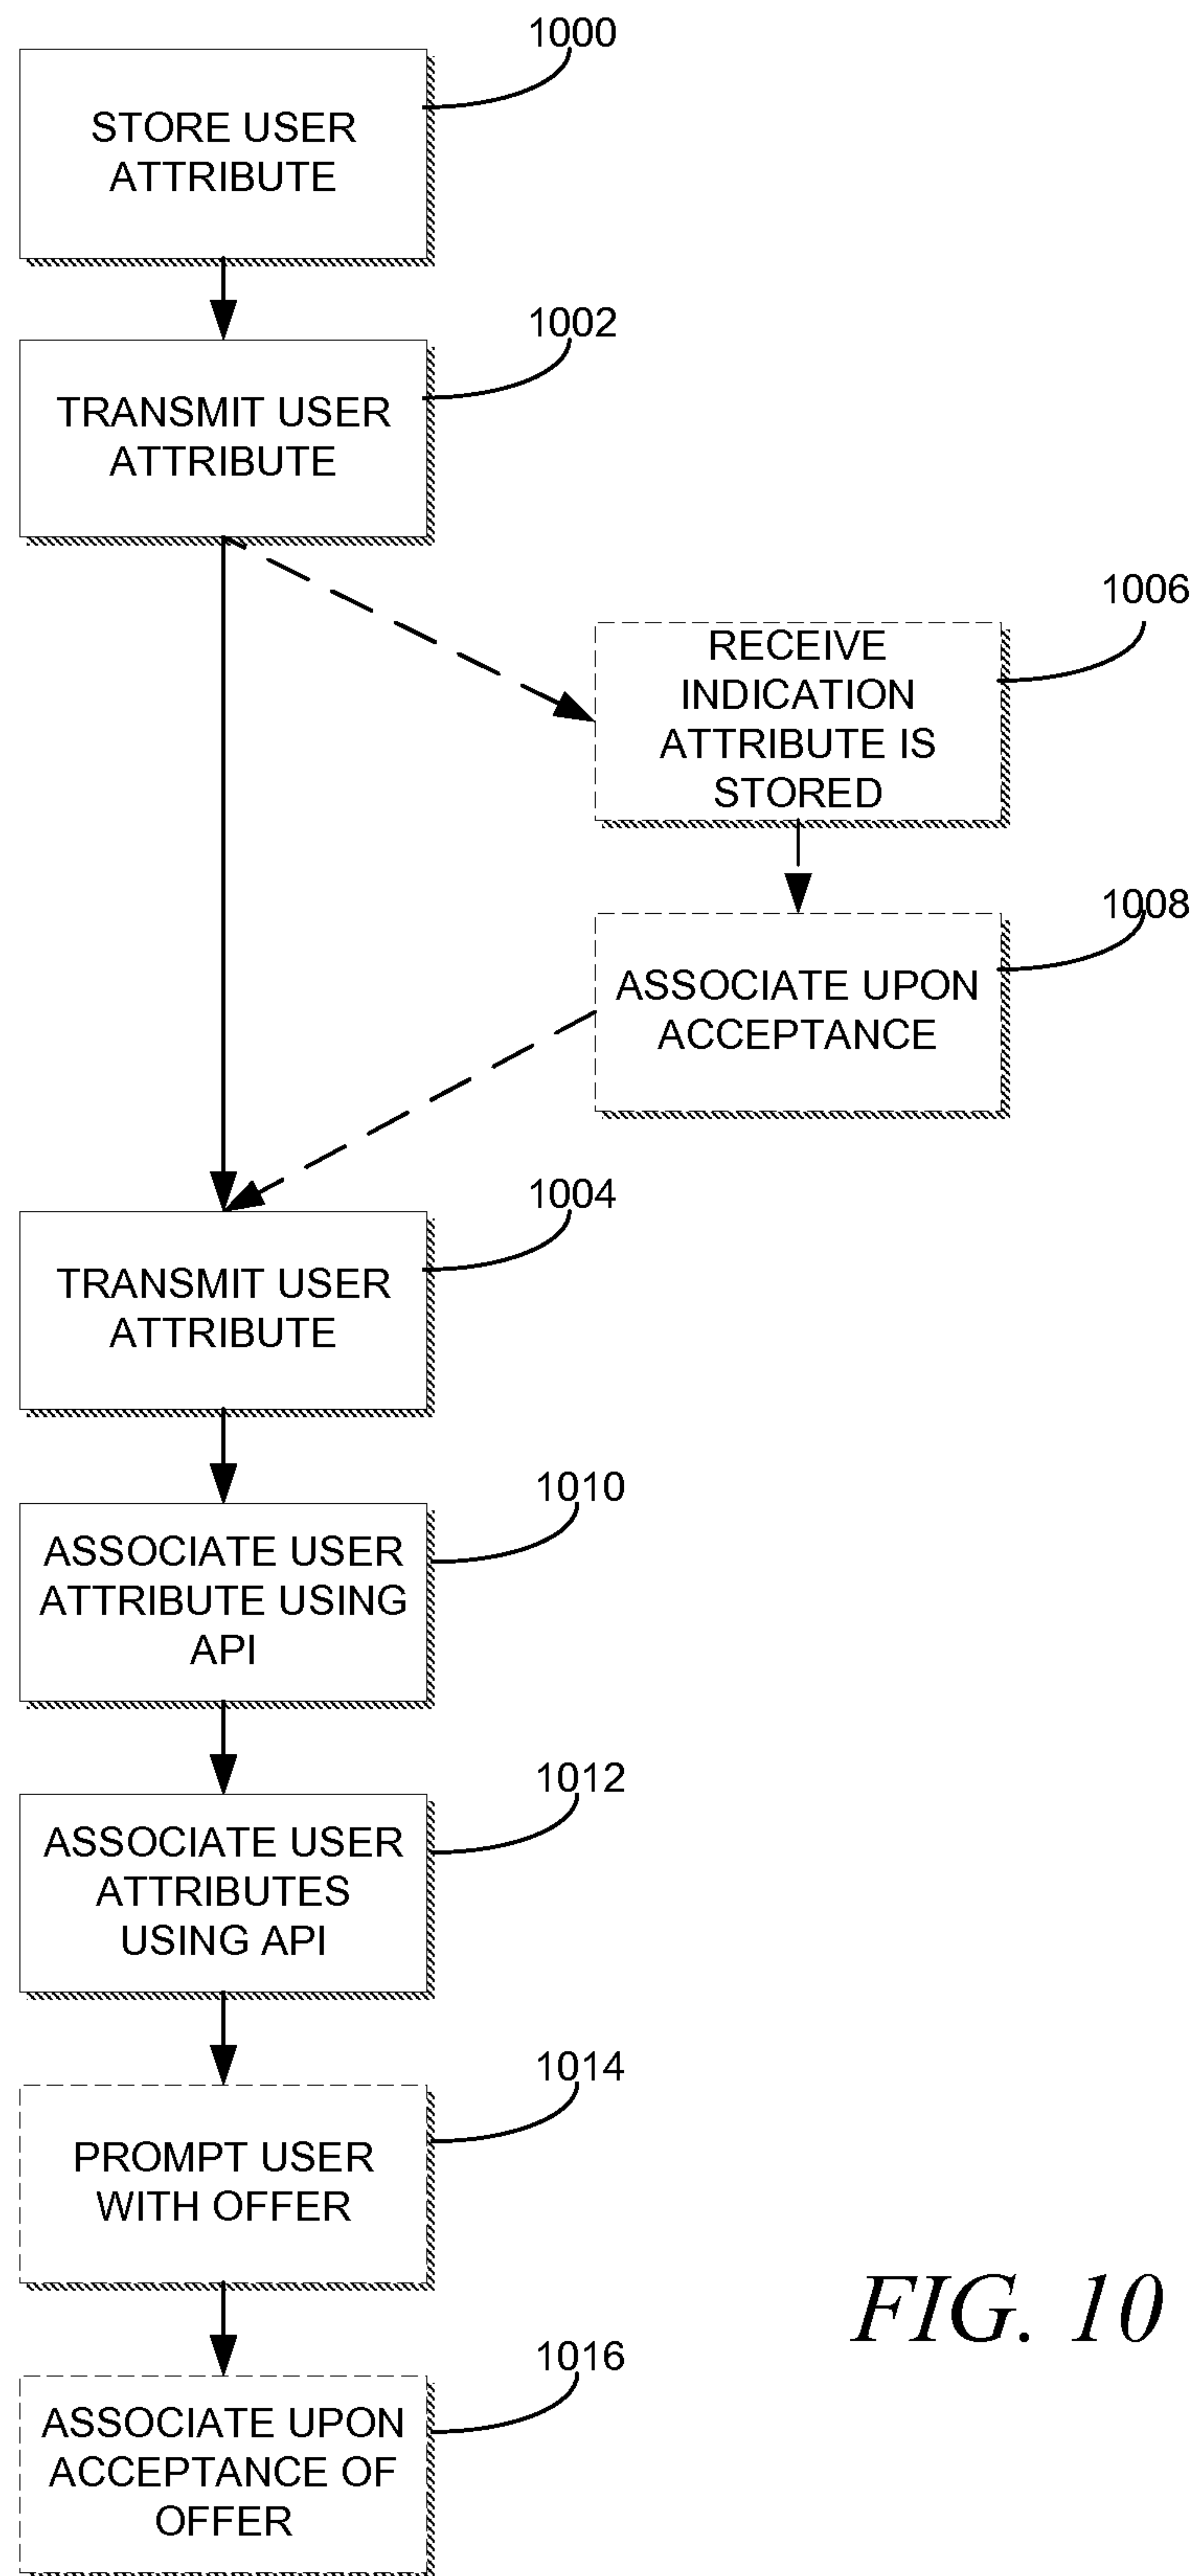 1000
STORE USER
ATTRIBUTE
1002
TRANSMIT USER
ATTRIBUTE
1006
RECEIVE
INDICATION
ATTRIBUTE IS
STORED
1008
ASSOCIATE UPON
ACCEPTANCE
1004
TRANSMIT USER
ATTRIBUTE
1010
ASSOCIATE USER
ATTRIBUTE USING
API
1012
ASSOCIATE USER
ATTRIBUTES
USING API
1014
PROMPT USER
WITH OFFER
FIG. 10
1016
ASSOCIATE UPON
ACCEPTANCE OF
OFFER